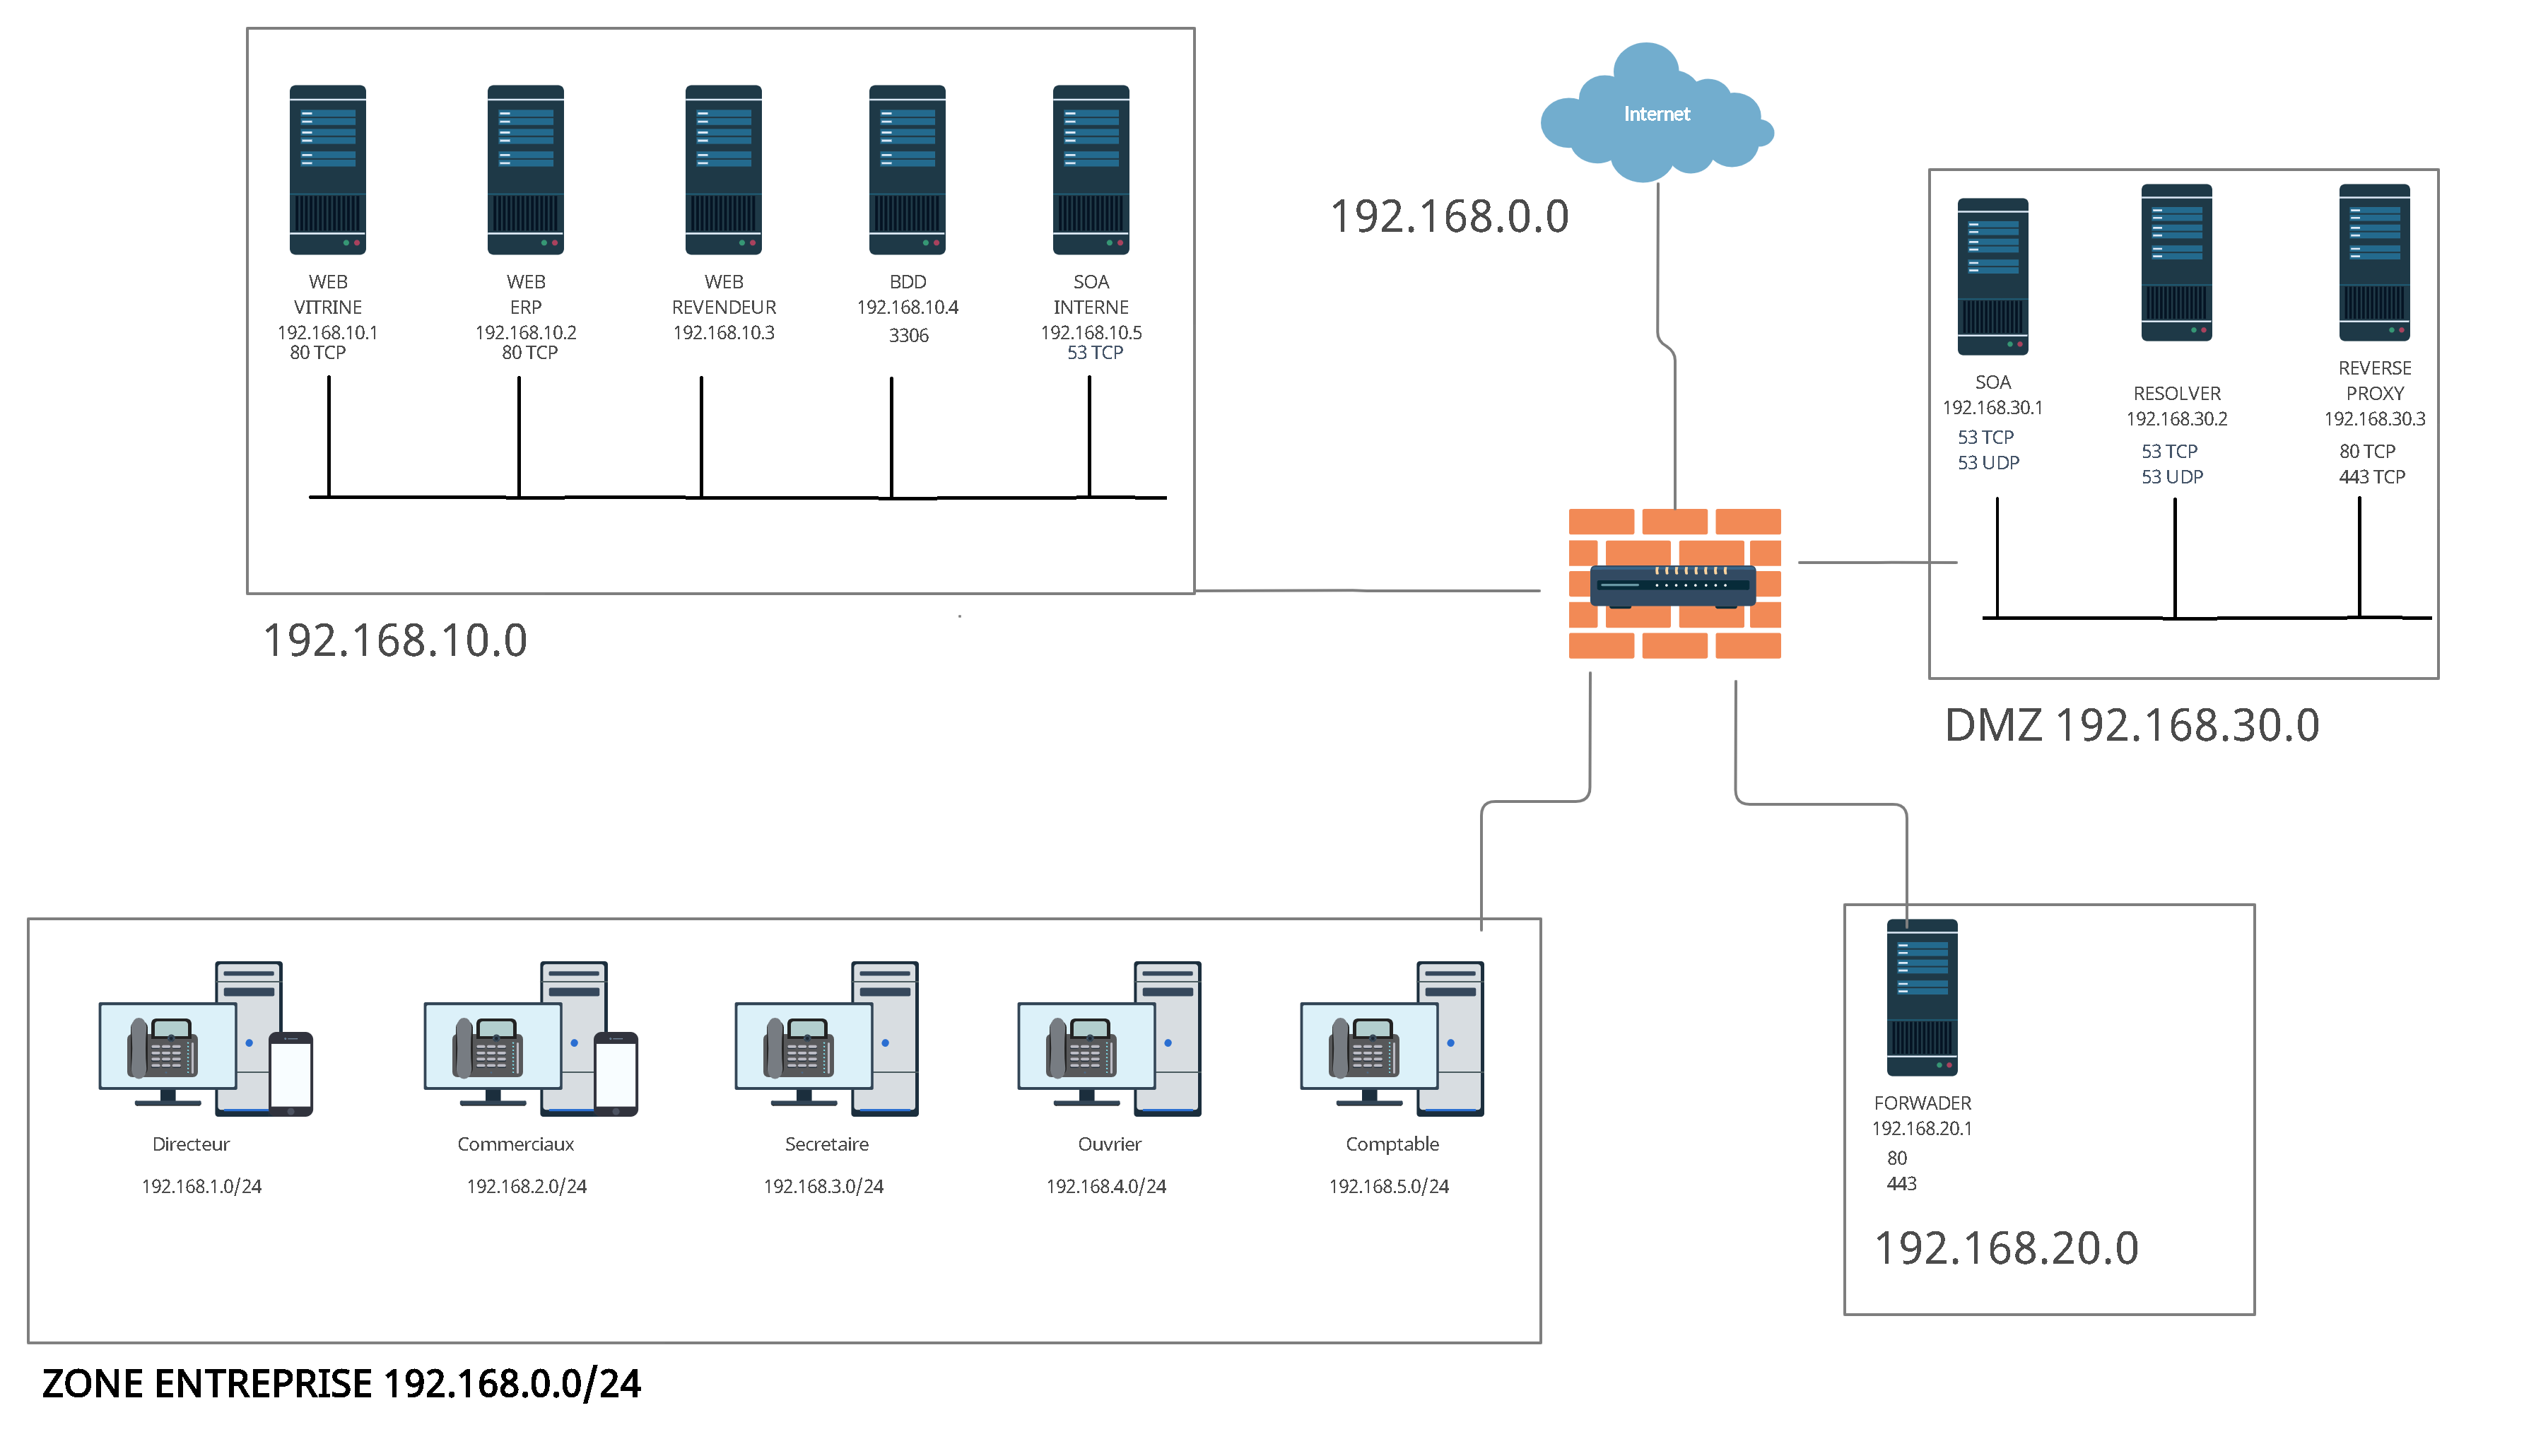 WEB
VITRINE
192.168.10.1
80 TCP
WEB
ERP
192.168.10.2
80 TCP
WEB
REVENDEUR
192.168.10.3
BDD
192.168.10.4
3306
SOA
INTERNE
192.168.10.5
53 TCP
192.168.10.0
Internet
192.168.0.0
SOA
192.168.30.1
53 TCP
53 UDP
RESOLVER
192.168.30.2
53 TCP
53 UDP
REVERSE
PROXY
192.168.30.3
80 TCP
443 TCP
DMZ 192.168.30.0
Directeur
192.168.1.0/24
Commerciaux
192.168.2.0/24
Secretaire
192.168.3.0/24
Ouvrier
192.168.4.0/24
Comptable
192.168.5.0/24
ZONE ENTREPRISE 192.168.0.0/24
FORWADER
192.168.20.1
80
443
192.168.20.0